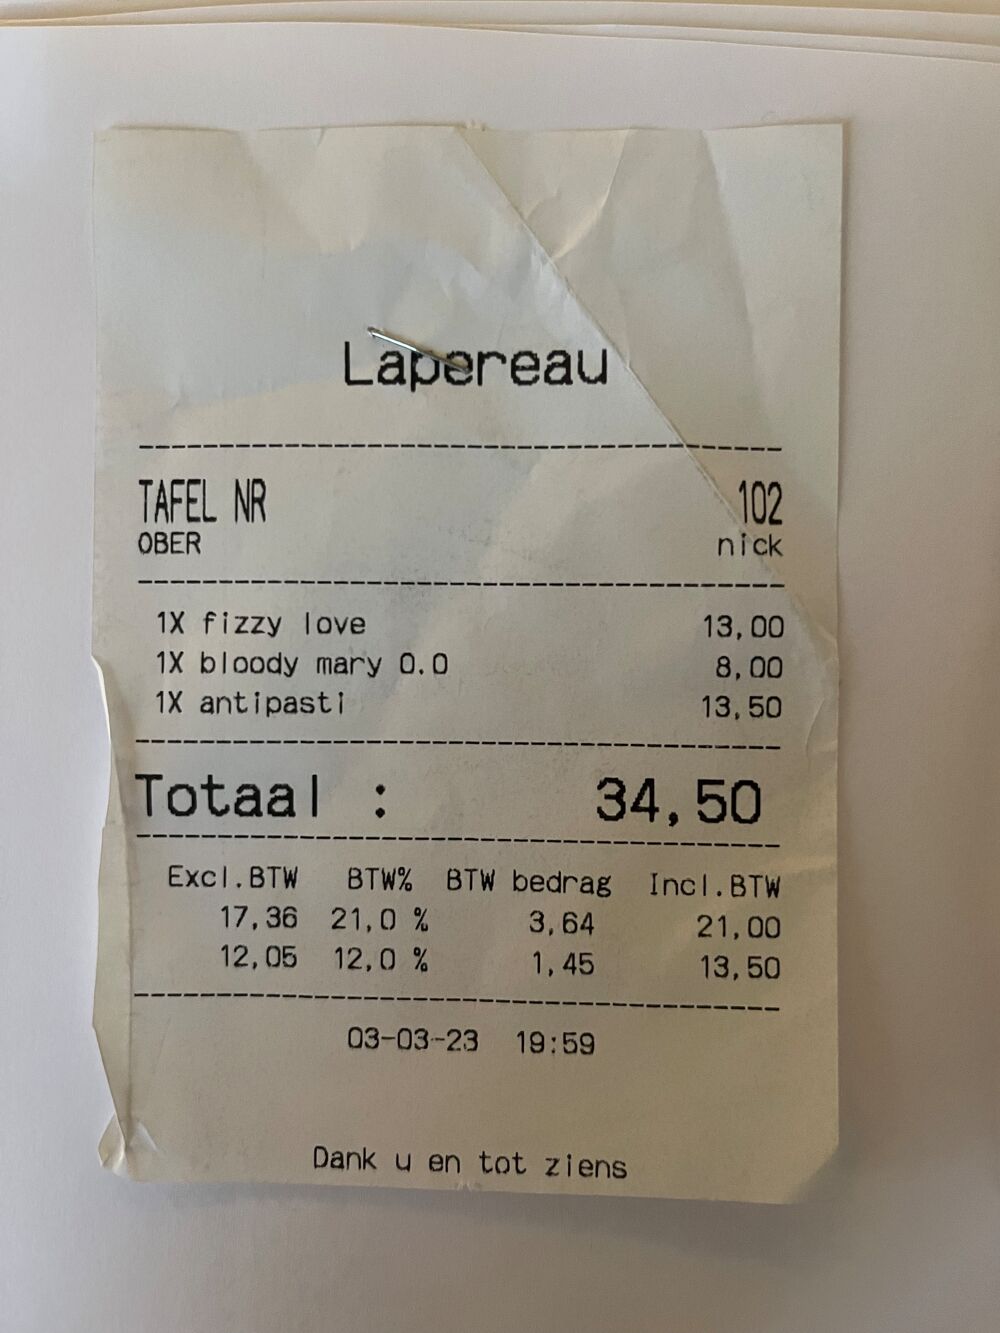 Lapereau
TAFEL NR 102
OBER nick
1X fizzy love 13,00
1X bloody mary 0.0 8,00
1X antipasti 13,50
Totaal : 34,50
Excl.BTW BTW% BTW bedrag Incl.BTW
17,36 21,0 % 3,64 21,00
12,05 12,0 % 1,45 13,50
03-03-23 19:59
Dank u en tot ziens